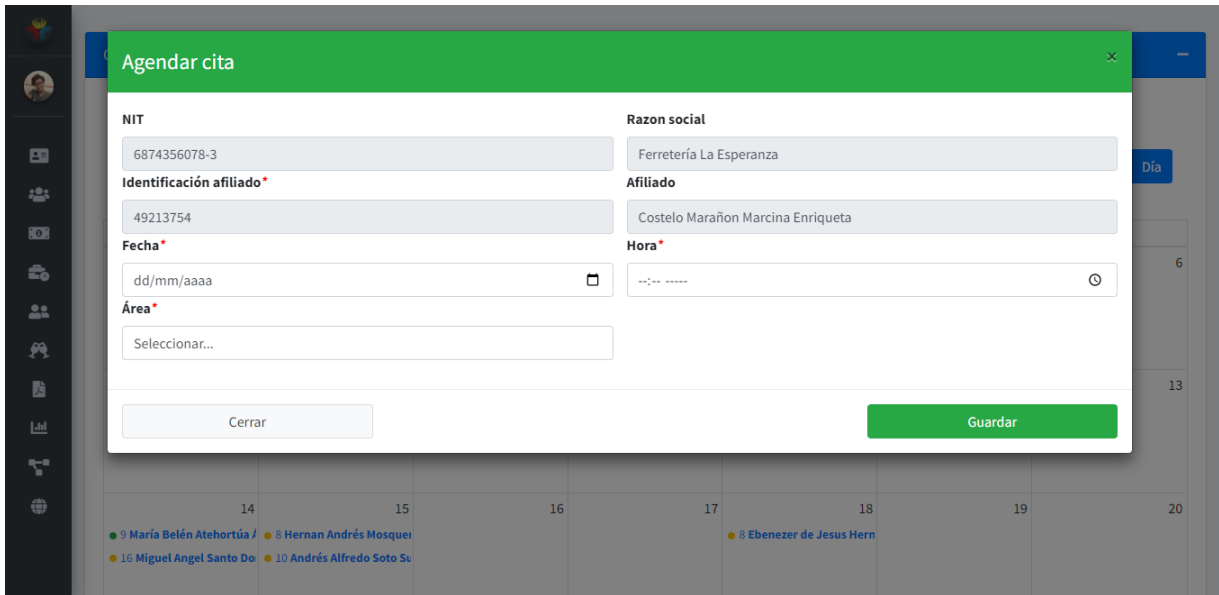 Agendar cita ×
NIT Razon social
6874356078-3 Ferretería La Esperanza
Día
Identificación afiliado* Afiliado
49213754 Costelo Marañon Marcina Enriqueta
Fecha* Hora*
6
dd/mm/aaaa --:-- -----
Área*
Seleccionar...
13
Cerrar Guardar
14 15 16 17 18 19 20
9 María Belén Atehortúa 8 Hernan Andrés 8 Ebenezer de Jesus Hern
16 Miguel Angel Santo 10 Andrés Alfredo Soto